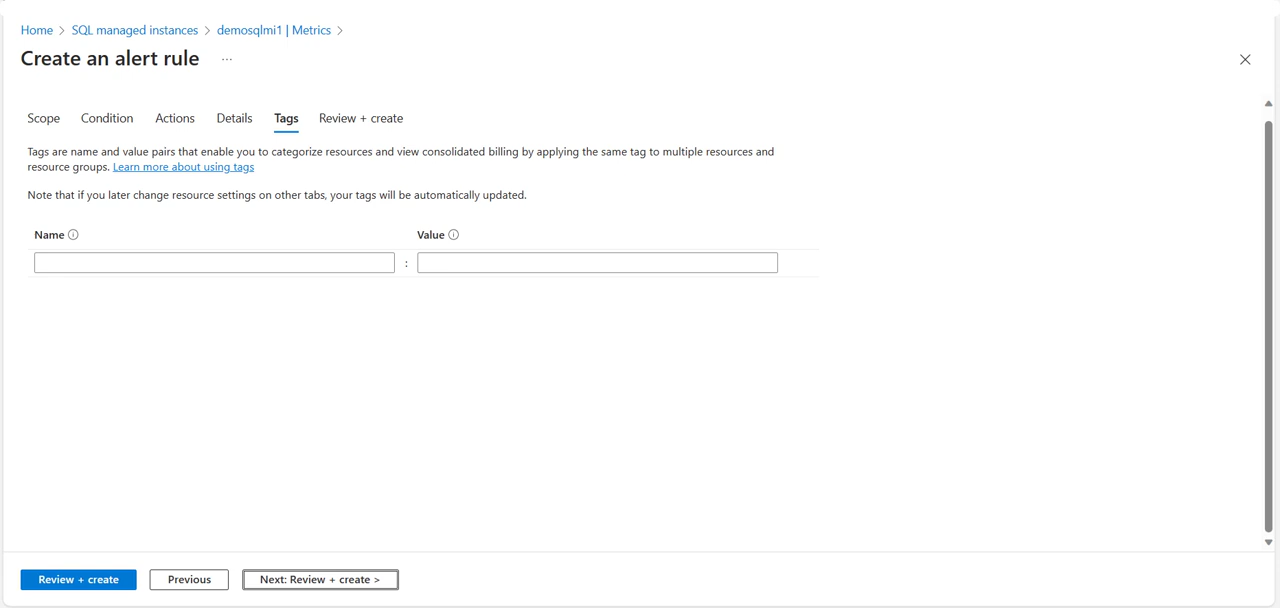 Home > SQL managed instances > demosqlmi1 | Metrics >
Create an alert rule ...
Scope Condition Actions Details Tags Review + create
Tags are name and value pairs that enable you to categorize resources and view consolidated billing by applying the same tag to multiple resources and
resource groups. Learn more about using tags
Note that if you later change resource settings on other tabs, your tags will be automatically updated.
Name Value
:
Review + create Previous Next: Review + create >